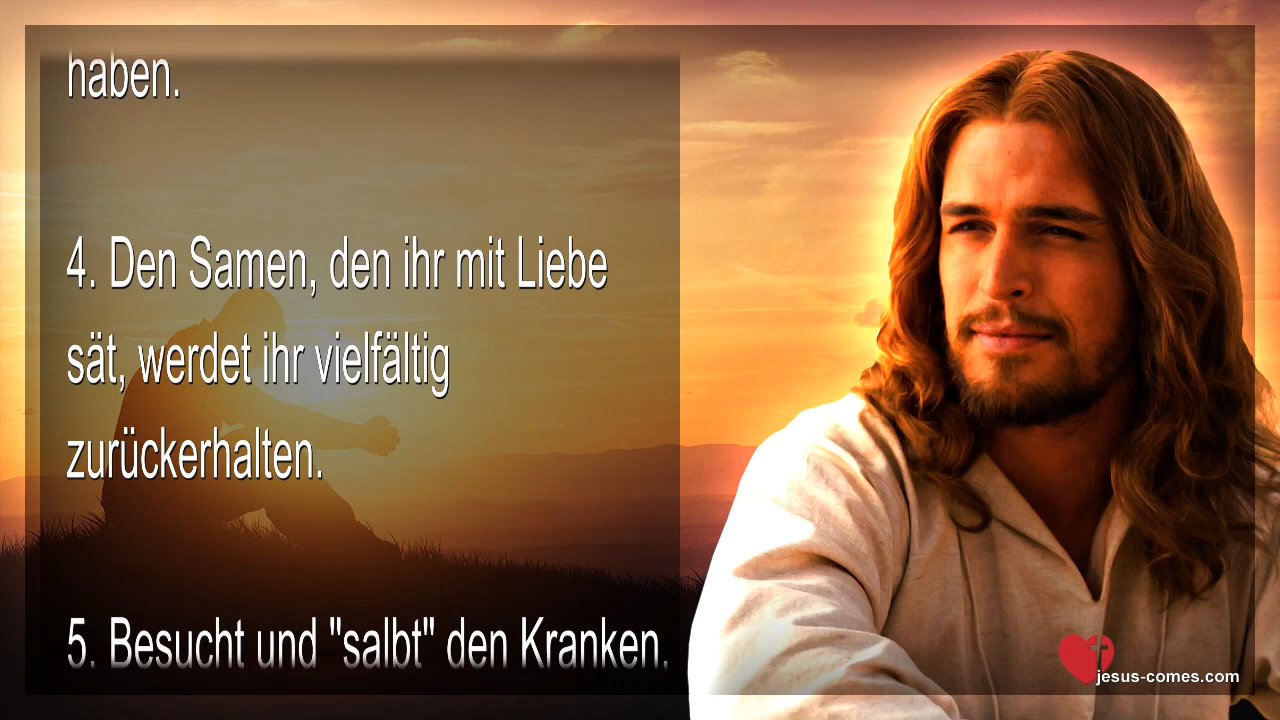 haben.
4. Den Samen, den ihr mit Liebe
sät, werdet ihr vielfältig
zurückerhalten.
5. Besucht und "salbt" den Kranken.
jesus-comes.com